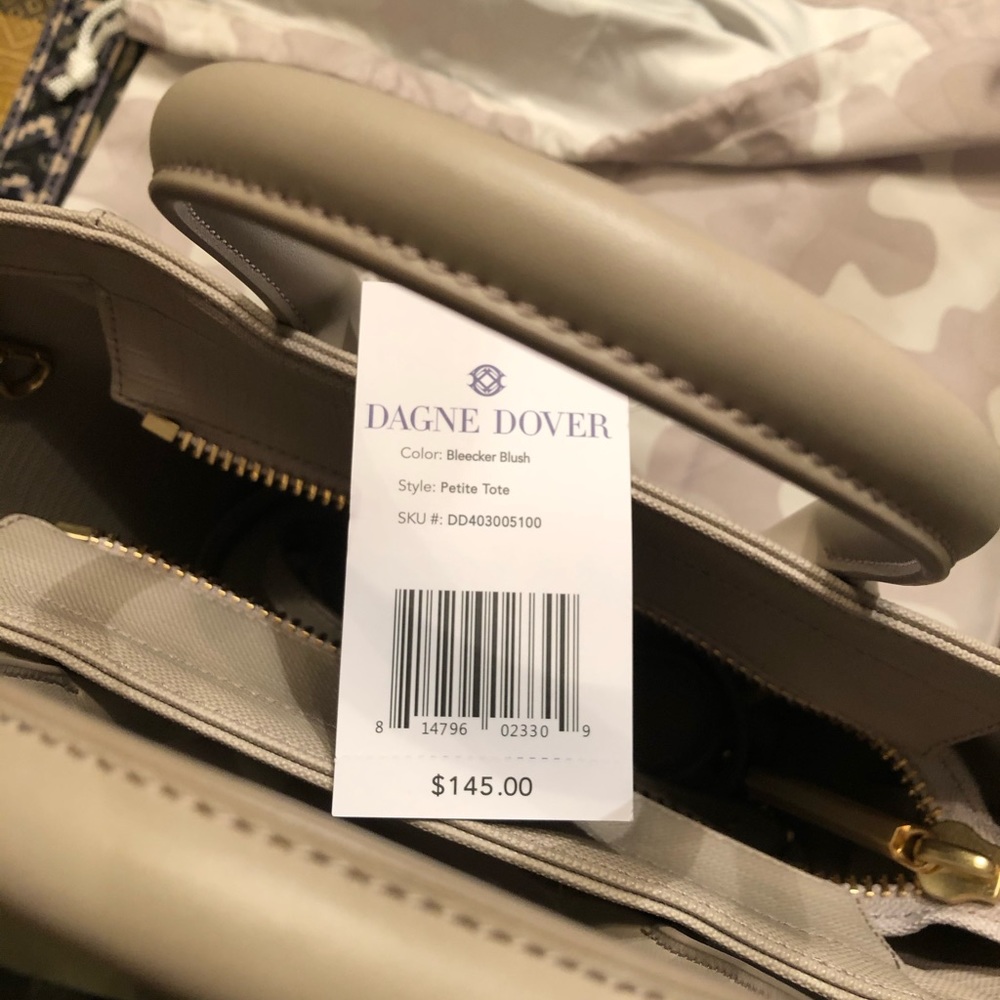 DAGNE DOVER
Color: Bleecker Blush
Style: Petite Tote
SKU #: DD403005100
8 14796 02330 9
$145.00